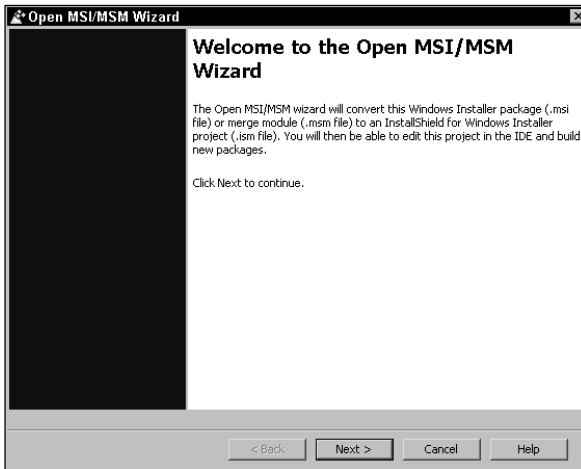 Open MSI/MSM Wizard
Welcome to the Open MSI/MSM
Wizard
The Open MSI/MSM wizard will convert this Windows Installer package (.msi
file) or merge module (.msm file) to an InstallShield for Windows Installer
project (.ism file). You will then be able to edit this project in the IDE and build
new packages.
Click Next to continue.
< Back Next > Cancel Help